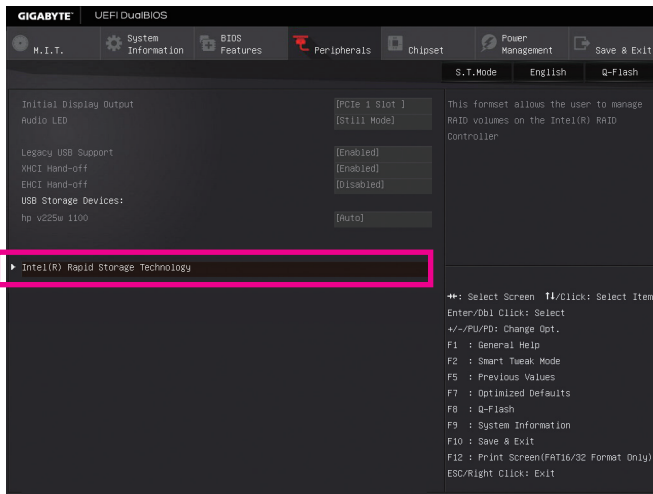 GIGABYTE™ UEFI DualBIOS
M.I.T. System Information BIOS Features Peripherals Chipset Power Management Save & Exit
S.T.Mode English Q-Flash
Initial Display Output [PCIe 1 Slot ]
Audio LED [Still Mode]
Legacy USB Support [Enabled]
XHCI Hand-off [Enabled]
EHCI Hand-off [Disabled]
USB Storage Devices:
hp v225w 1100 [Auto]
Intel(R) Rapid Storage Technology
This formset allows the user to manage
RAID volumes on the Intel(R) RAID
Controller
→←: Select Screen ↑↓/Click: Select Item
Enter/Dbl Click: Select
+/-/PU/PD: Change Opt.
F1 : General Help
F2 : Smart Tweak Mode
F5 : Previous Values
F7 : Optimized Defaults
F8 : Q-Flash
F9 : System Information
F10 : Save & Exit
F12 : Print Screen(FAT16/32 Format Only)
ESC/Right Click: Exit